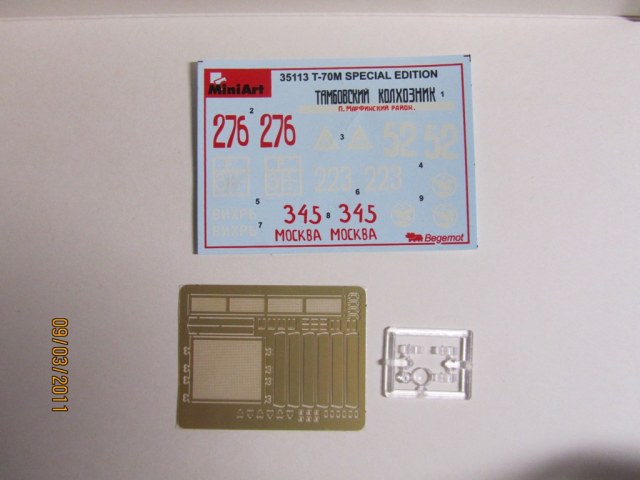 35113 T-70M SPECIAL EDITION
MiniArt
ТАМБОВСКИЙ КОЛХОЗНИК 1
2
276 276
3
52 52
4
5
6
223 223
7
ВИХРЬ
ВИХРЬ
345 8 345
МОСКВА МОСКВА
9
Begemot
09/03/2011